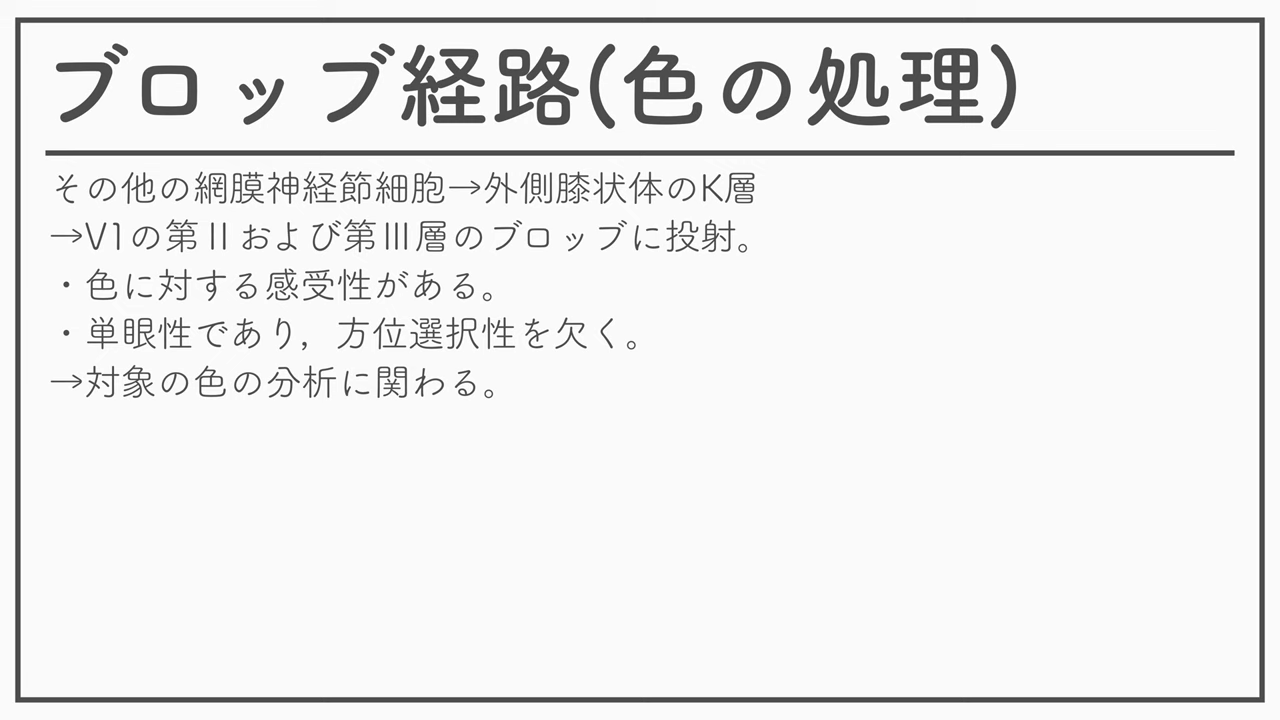 ブロッブ経路(色の処理)
その他の網膜神経節細胞→外側膝状体のK層
→V1の第Ⅱおよび第Ⅲ層のブロッブに投射。
・色に対する感受性がある。
・単眼性であり，方位選択性を欠く。
→対象の色の分析に関わる。